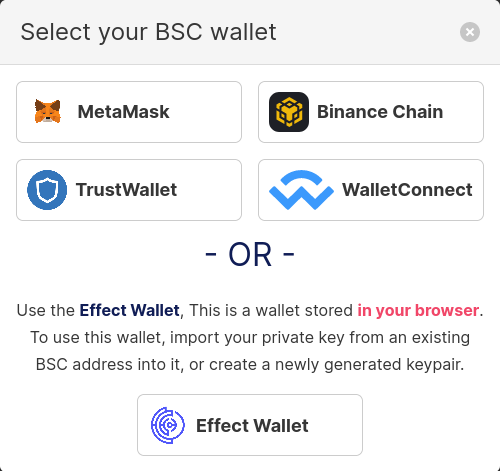 Select your BSC wallet
MetaMask
Binance Chain
TrustWallet
WalletConnect
- OR -
Use the Effect Wallet, This is a wallet stored in your browser.
To use this wallet, import your private key from an existing
BSC address into it, or create a newly generated keypair.
Effect Wallet